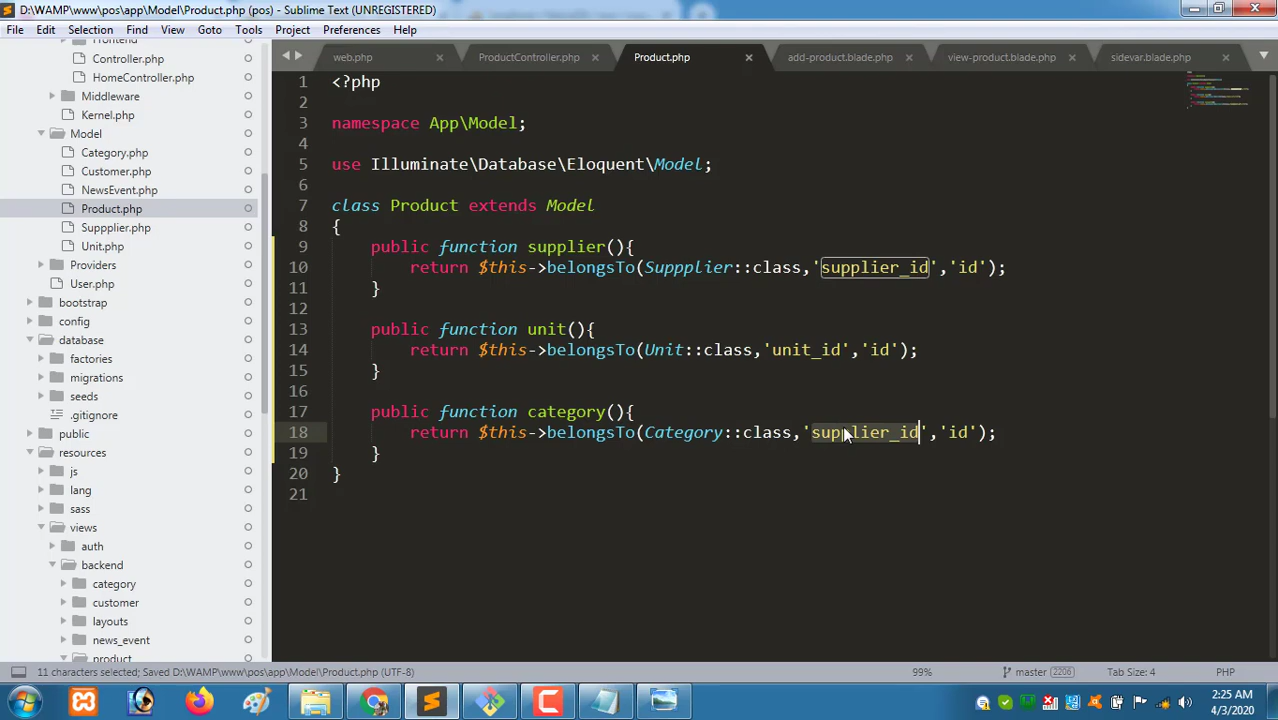 D:\WAMP\www\pos\app\Model\Product.php (pos) - Sublime Text (UNREGISTERED)
File Edit Selection Find View Goto Tools Project Preferences Help
Frontend
Controller.php
HomeController.php
Middleware
Kernel.php
Model
Category.php
Customer.php
NewsEvent.php
Product.php
Suppplier.php
Unit.php
Providers
User.php
bootstrap
config
database
factories
migrations
seeds
.gitignore
public
resources
js
lang
sass
views
auth
backend
category
customer
layouts
news_event
product
web.php ProductController.php Product.php add-product.blade.php view-product.blade.php sidevar.blade.php
1 <?php
2
3 namespace App\Model;
4
5 use Illuminate\Database\Eloquent\Model;
6
7 class Product extends Model
8 {
9 public function supplier(){
10 return $this->belongsTo(Suppplier::class,'supplier_id','id');
11 }
12
13 public function unit(){
14 return $this->belongsTo(Unit::class,'unit_id','id');
15 }
16
17 public function category(){
18 return $this->belongsTo(Category::class,'supplier_id','id');
19 }
20 }
21
11 characters selected; Saved D:\WAMP\www\pos\app\Model\Product.php (UTF-8) 99% master 2206 Tab Size: 4 PHP
2:25 AM
4/3/2020